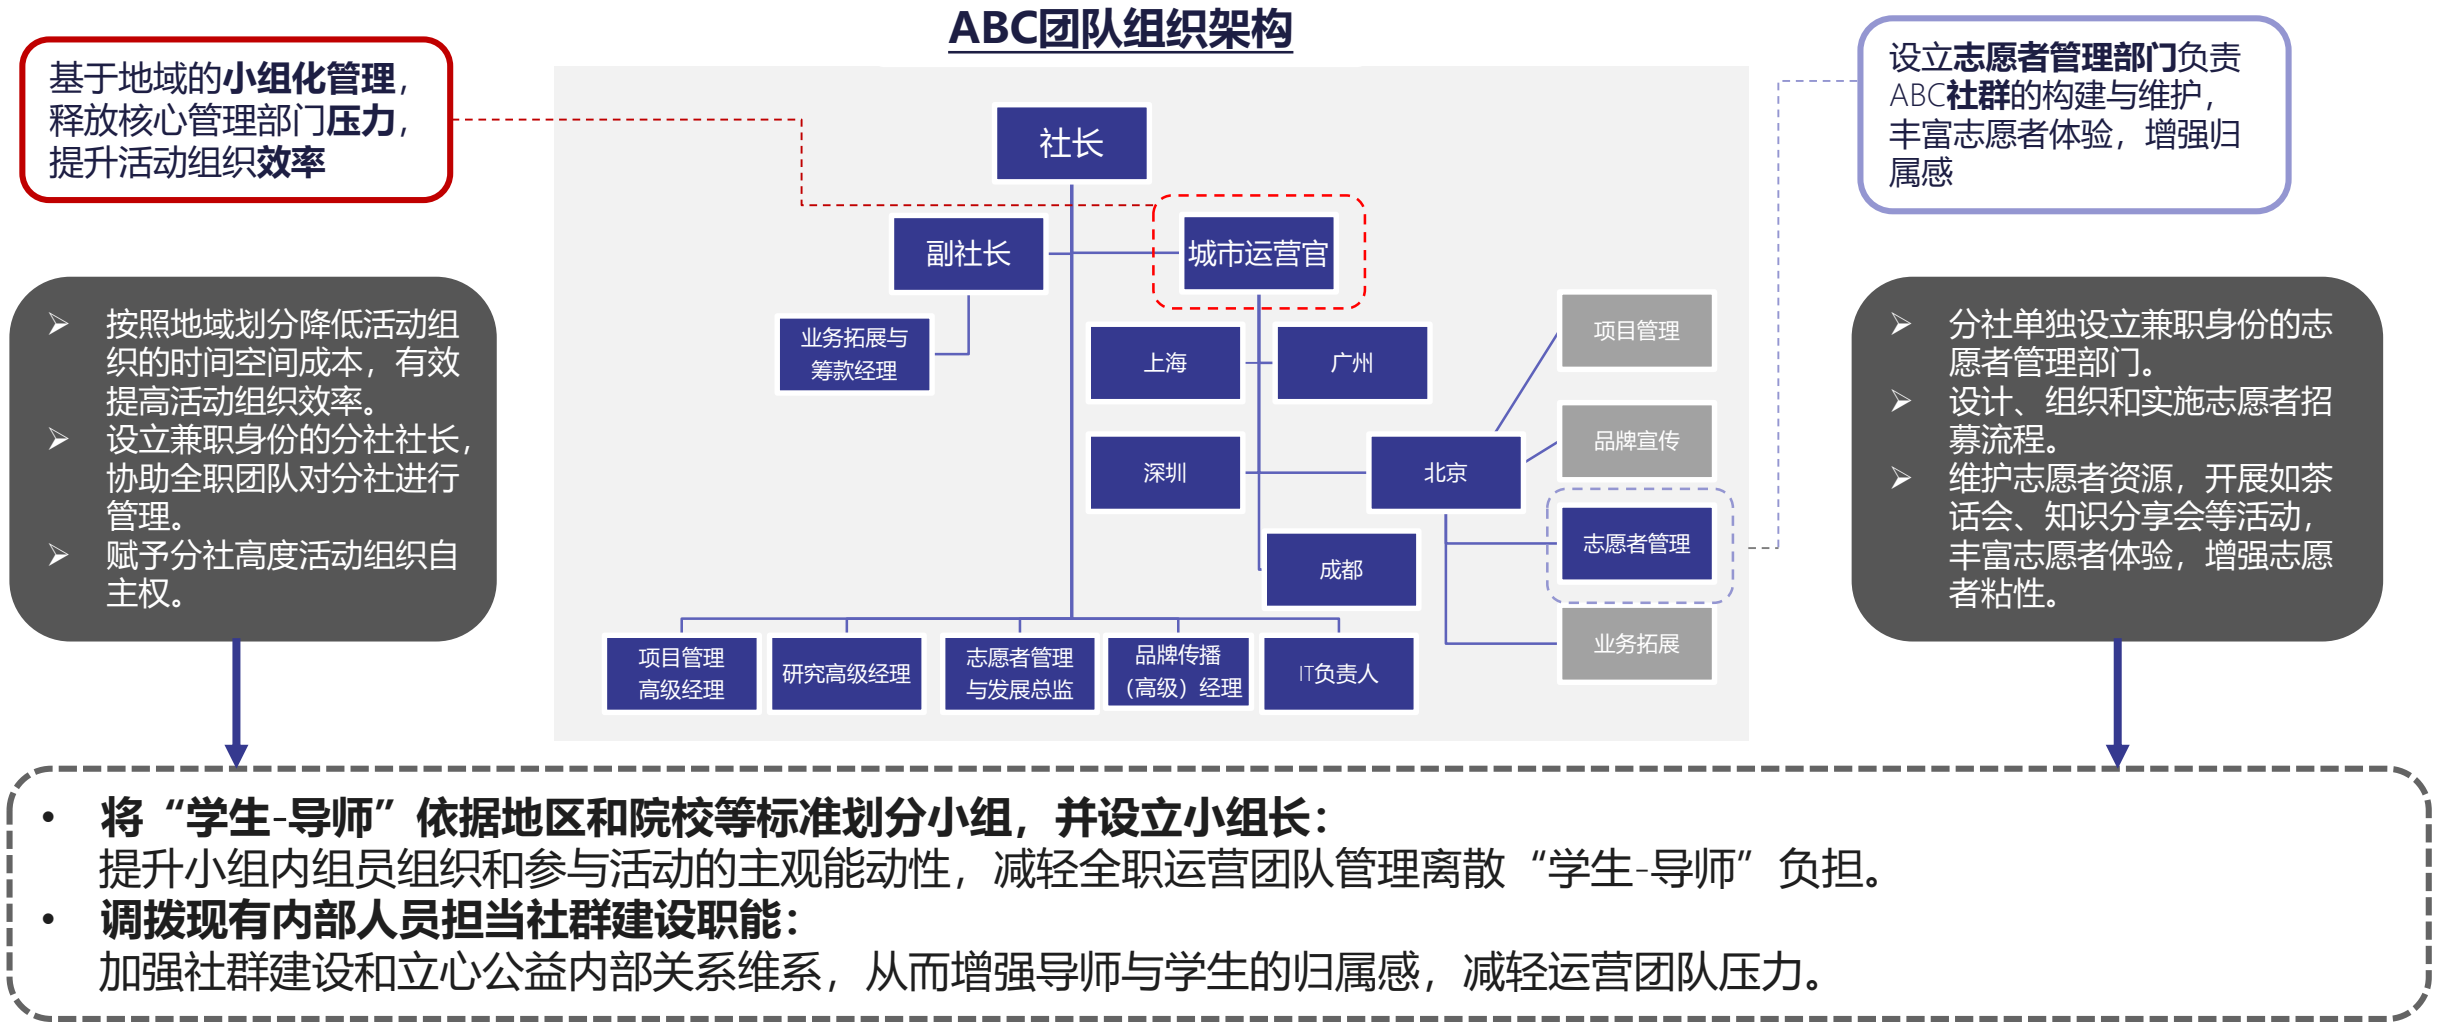 ABC团队组织架构
基于地域的小组化管理，
释放核心管理部门压力，
提升活动组织效率
设立志愿者管理部门负责
ABC社群的构建与维护，
丰富志愿者体验，增强归
属感
➢ 按照地域划分降低活动组
织的时间空间成本，有效
提高活动组织效率。
➢ 设立兼职身份的分社社长，
协助全职团队对分社进行
管理。
➢ 赋予分社高度活动组织自
主权。
社长
副社长
城市运营官
业务拓展与
筹款经理
上海
广州
深圳
北京
成都
项目管理
品牌宣传
志愿者管理
业务拓展
项目管理
高级经理
研究高级经理
志愿者管理
与发展总监
品牌传播
（高级）经理
IT负责人
➢ 分社单独设立兼职身份的志
愿者管理部门。
➢ 设计、组织和实施志愿者招
募流程。
➢ 维护志愿者资源，开展如茶
话会、知识分享会等活动，
丰富志愿者体验，增强志愿
者粘性。
• 将“学生-导师”依据地区和院校等标准划分小组，并设立小组长：
提升小组内组员组织和参与活动的主观能动性，减轻全职运营团队管理离散“学生-导师”负担。
• 调拨现有内部人员担当社群建设职能：
加强社群建设和立心公益内部关系维系，从而增强导师与学生的归属感，减轻运营团队压力。